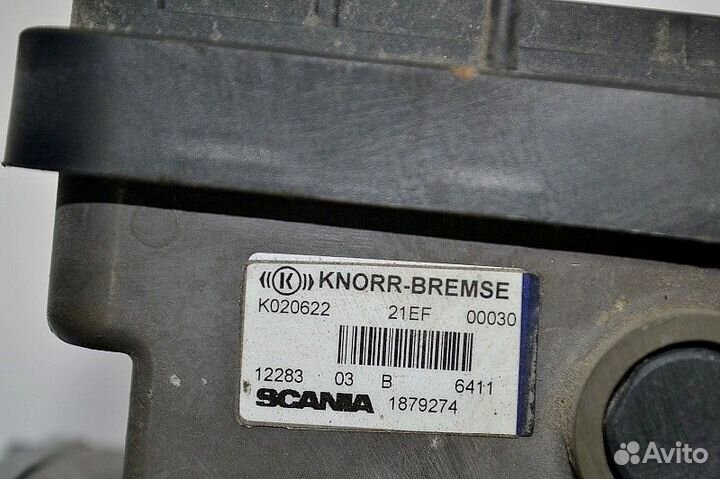 KNORR-BREMSE
K020622 21EF 00030
12283 03 B 6411
SCANIA 1879274
Avito